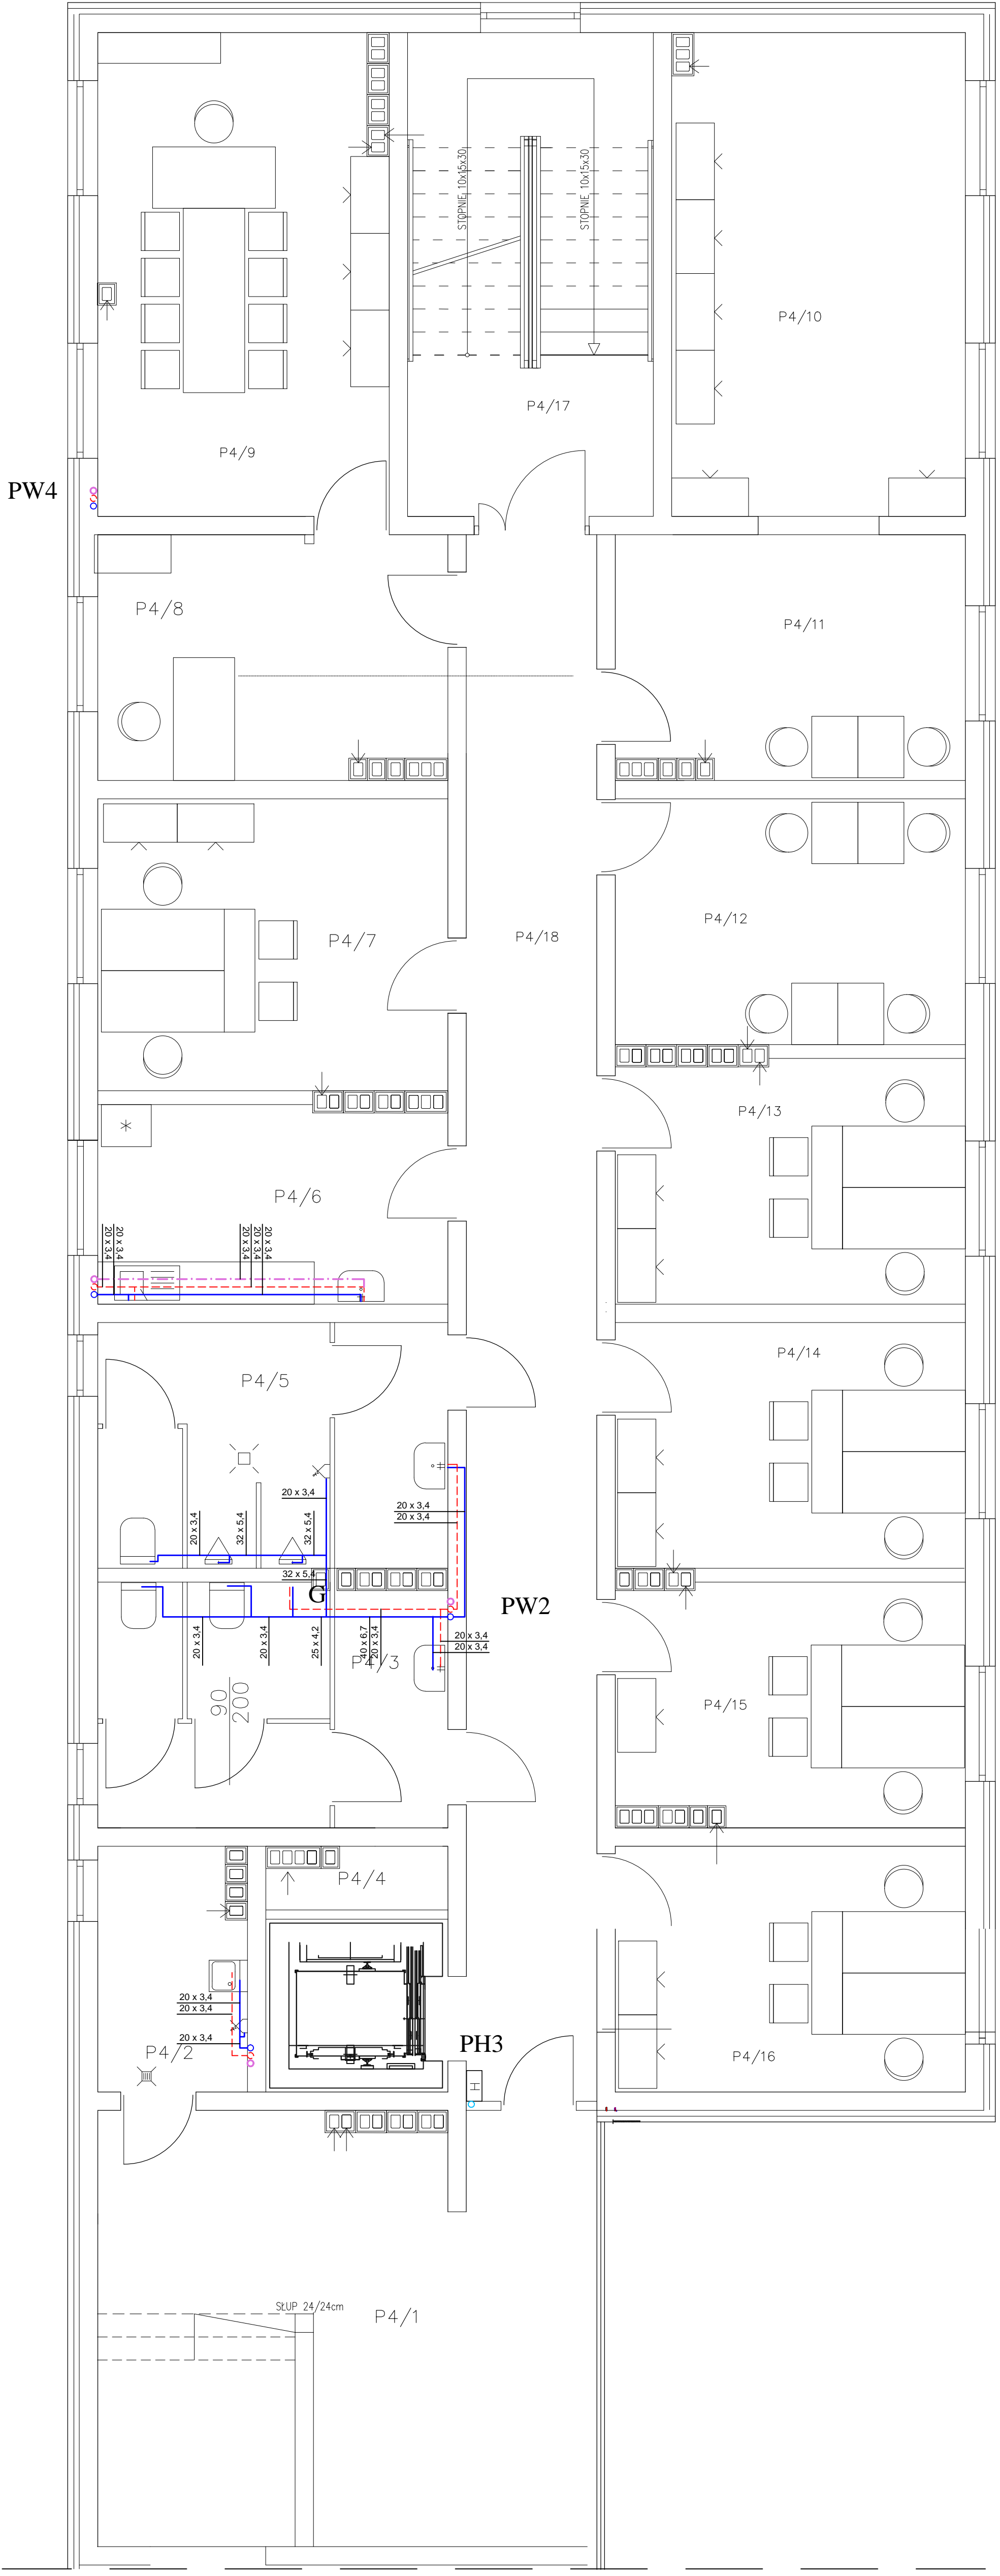 STOPNIE 10x15x30
STOPNIE 10x15x30
P4/10
P4/17
P4/9
PW4
P4/8
P4/11
P4/12
P4/7
P4/18
P4/13
P4/6
20 x 3,4
20 x 3,4
20 x 3,4
20 x 3,4
20 x 3,4
P4/14
P4/5
20 x 3,4
20 x 3,4
20 x 3,4
20 x 3,4
32 x 5,4
32 x 5,4
32 x 5,4
G
PW2
20 x 3,4
20 x 3,4
25 x 4,2
40 x 6,7
20 x 3,4
20 x 3,4
20 x 3,4
P4/3
90
200
P4/15
P4/4
20 x 3,4
20 x 3,4
20 x 3,4
P4/2
PH3
P4/16
H
SŁUP 24/24cm
P4/1